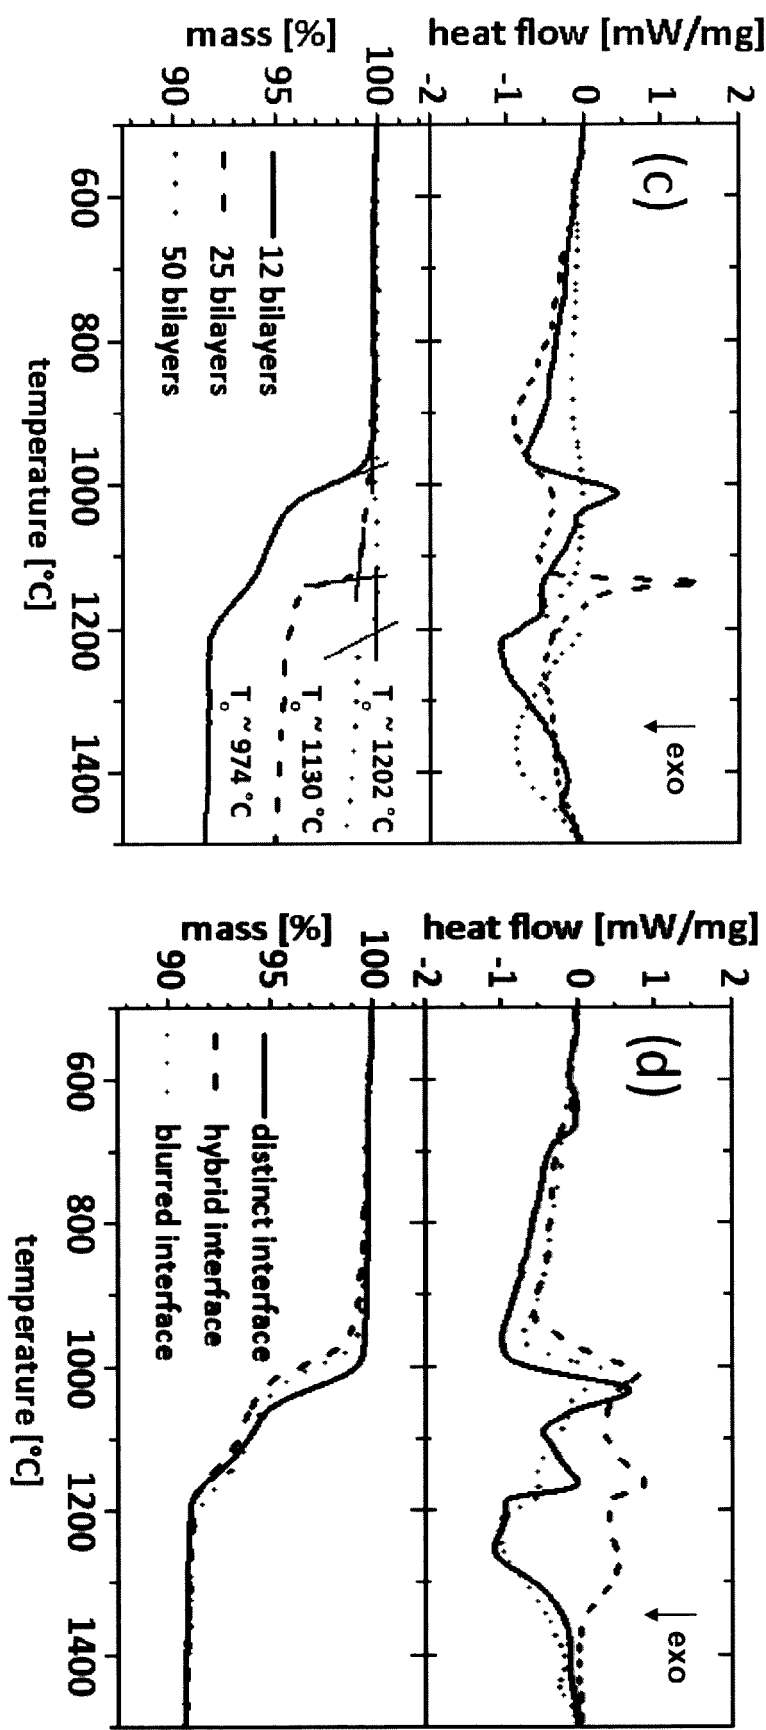 (c)
exo
heat flow [mW/mg]
2
1
0
-1
-2
mass [%]
100
95
90
T₀ ~ 1202 °C
T₀ ~ 1130 °C
T₀ ~ 974 °C
12 bilayers
25 bilayers
50 bilayers
600 800 1000 1200 1400
temperature [°C]
(d)
exo
heat flow [mW/mg]
2
1
0
-1
-2
mass [%]
100
95
90
distinct interface
hybrid interface
blurred interface
600 800 1000 1200 1400
temperature [°C]